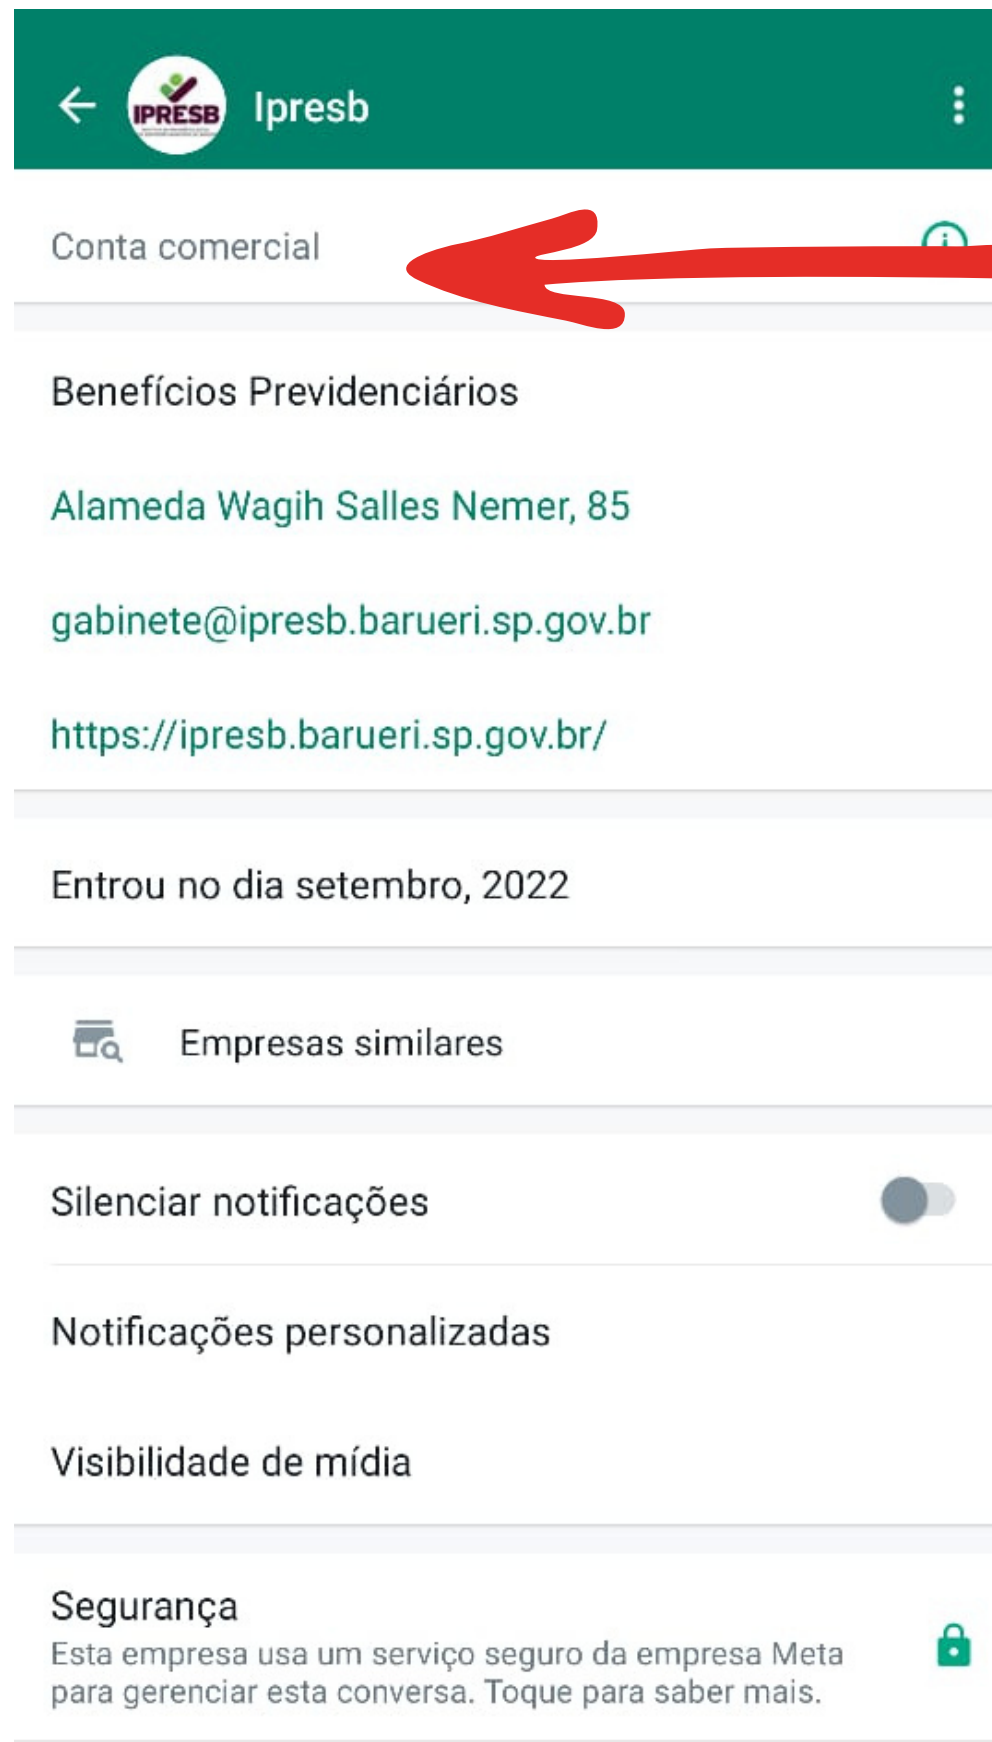 IPRESB
Ipresb
Conta comercial
Benefícios Previdenciários
Alameda Wagih Salles Nemer, 85
gabinete@ipresb.barueri.sp.gov.br
https://ipresb.barueri.sp.gov.br/
Entrou no dia setembro, 2022
Empresas similares
Silenciar notificações
Notificações personalizadas
Visibilidade de mídia
Segurança
Esta empresa usa um serviço seguro da empresa Meta
para gerenciar esta conversa. Toque para saber mais.